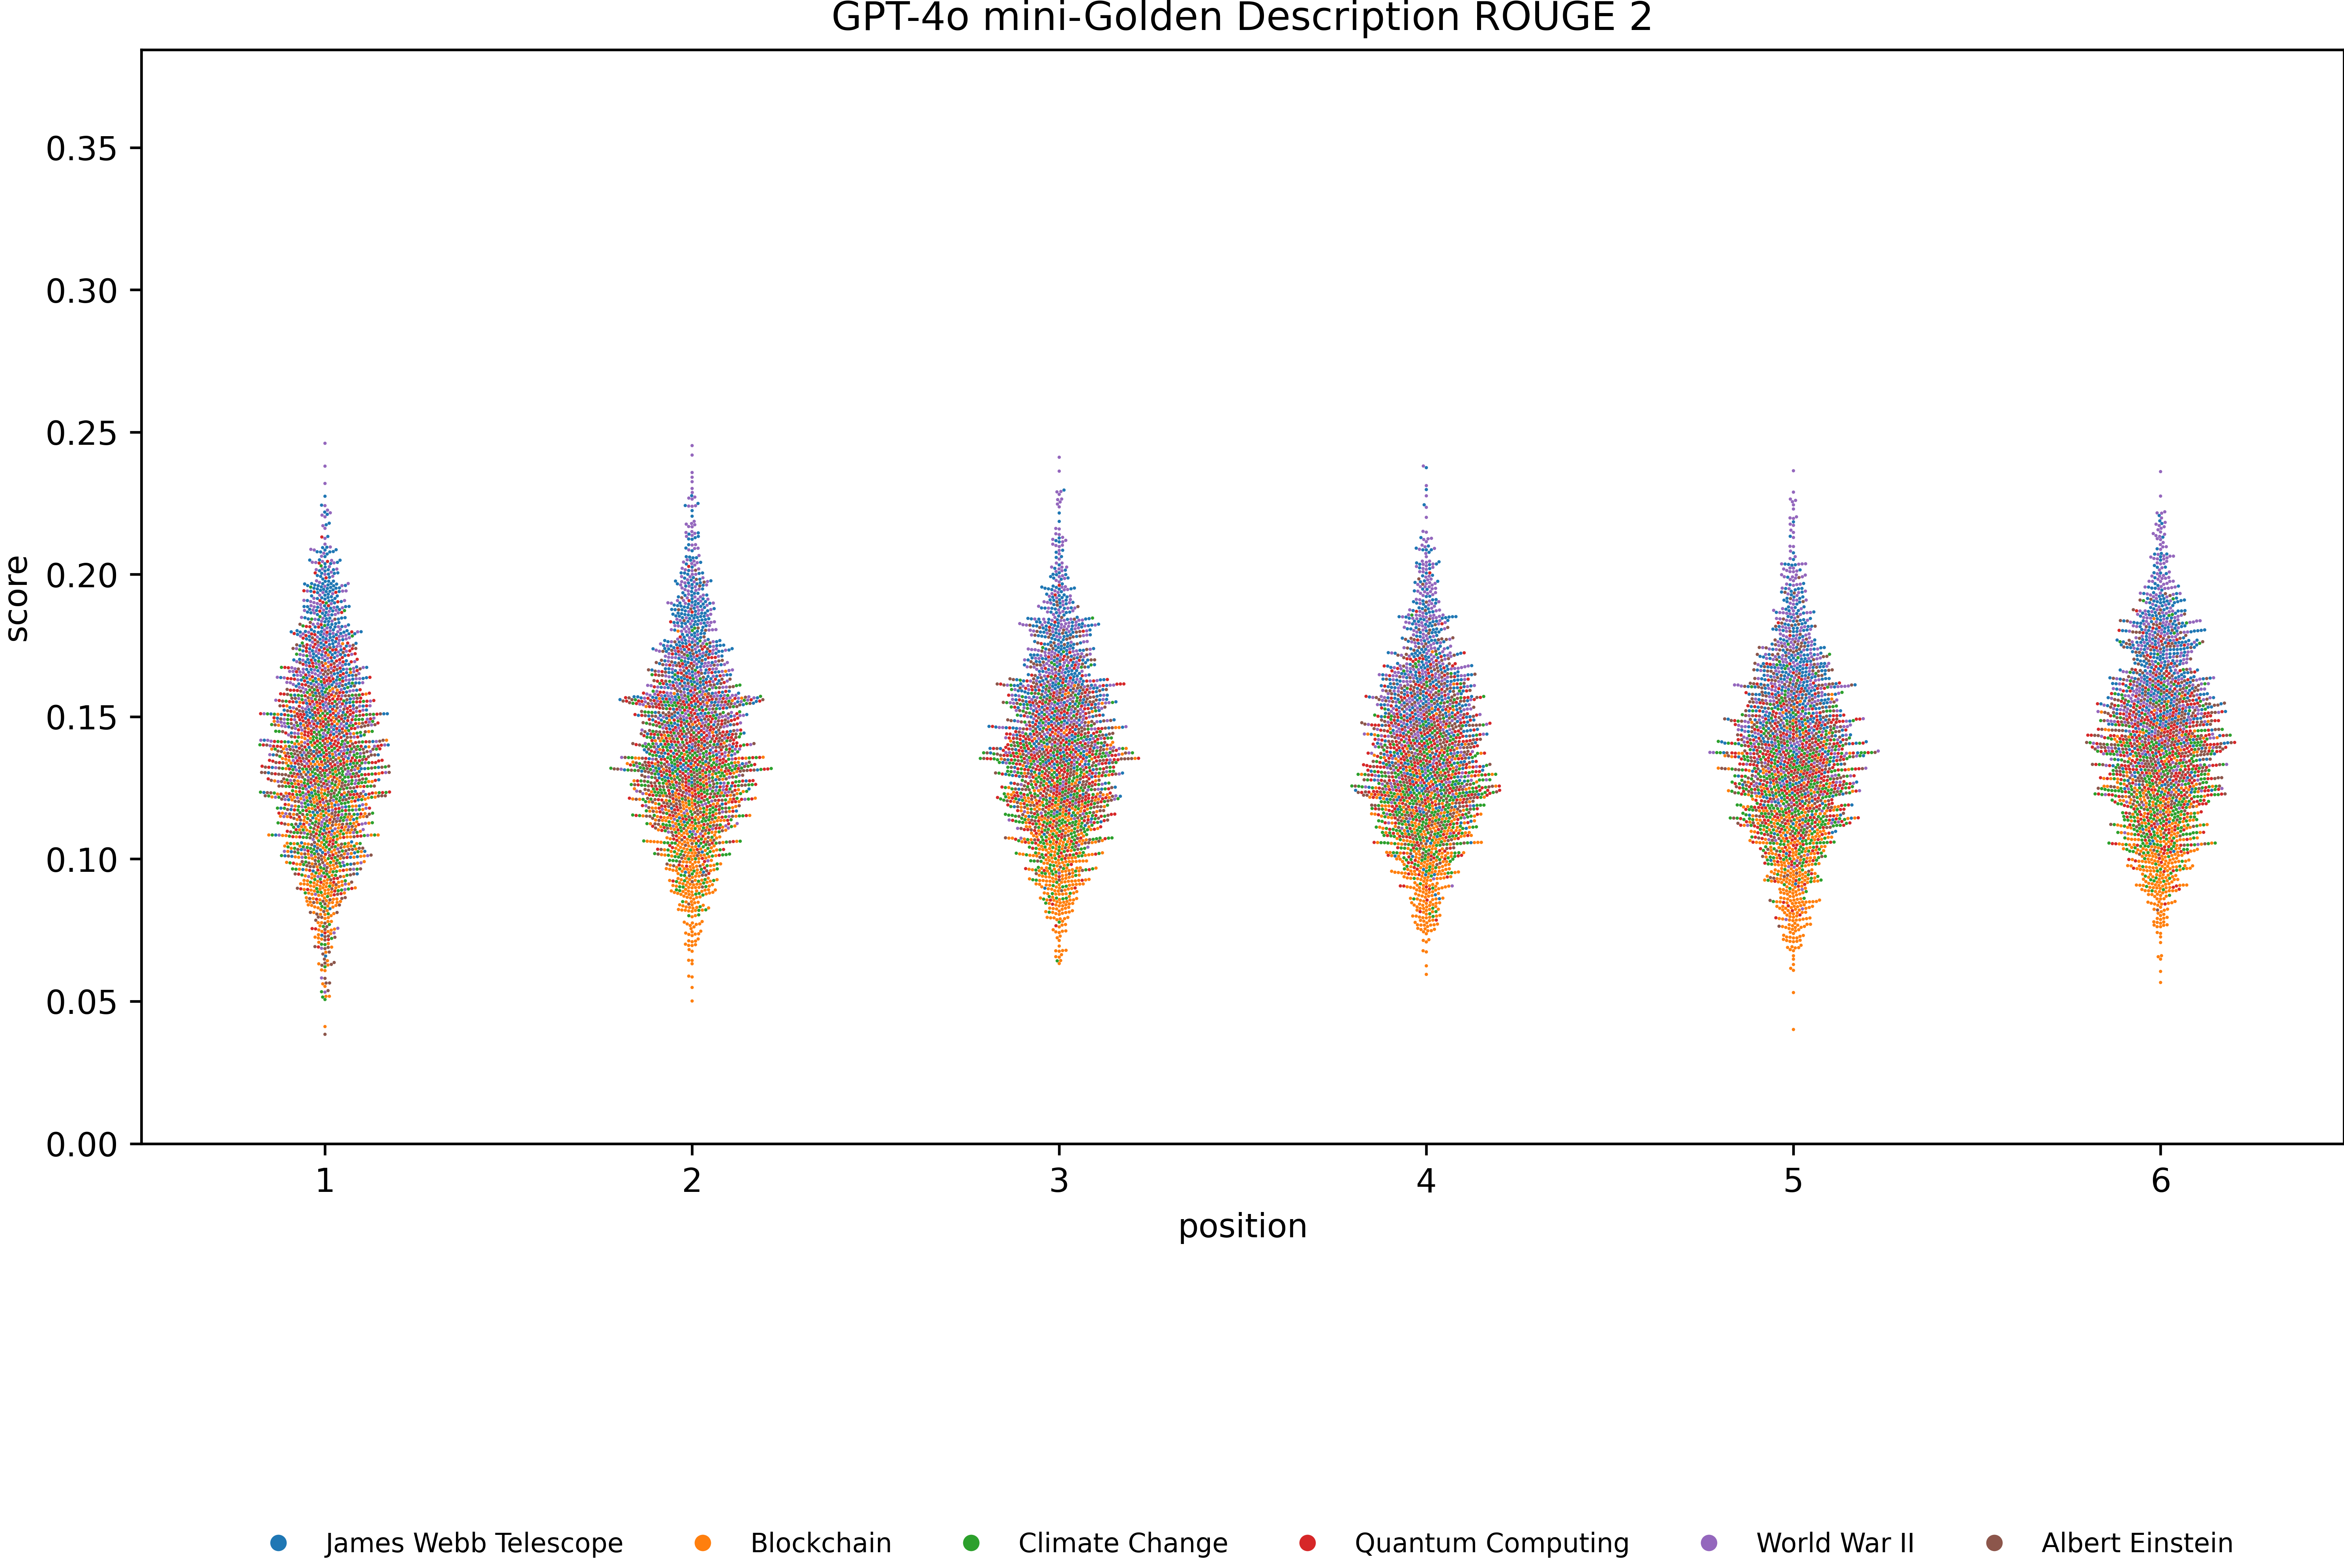 GPT-4o mini-Golden Description ROUGE 2
0.35
0.30
0.25
0.20
0.15
0.10
0.05
0.00
score
1 2 3 4 5 6
position
James Webb Telescope Blockchain Climate Change Quantum Computing World War II Albert Einstein